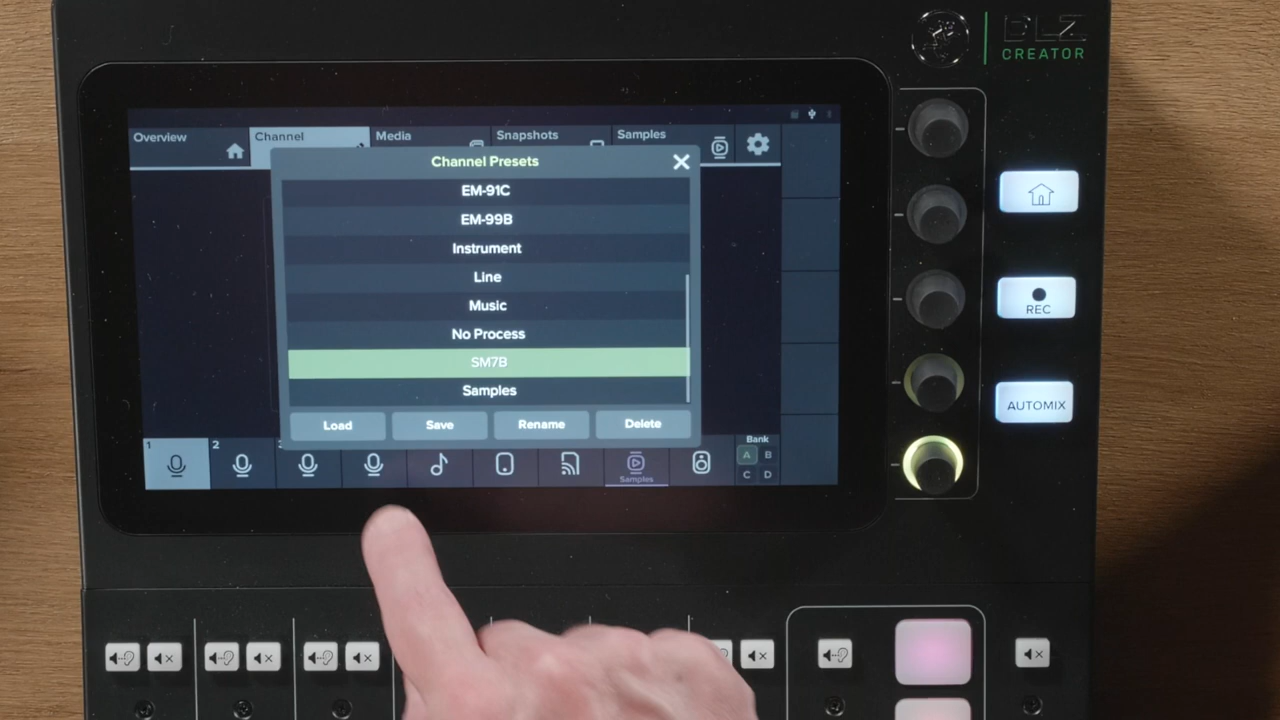 DLZ
CREATOR
Overview
Channel
Media
Snapshots
Samples
Channel Presets
EM-91C
EM-99B
Instrument
Line
Music
No Process
SM7B
Samples
Load
Save
Rename
Delete
1
2
3
Samples
Bank
A B
C D
REC
AUTOMIX